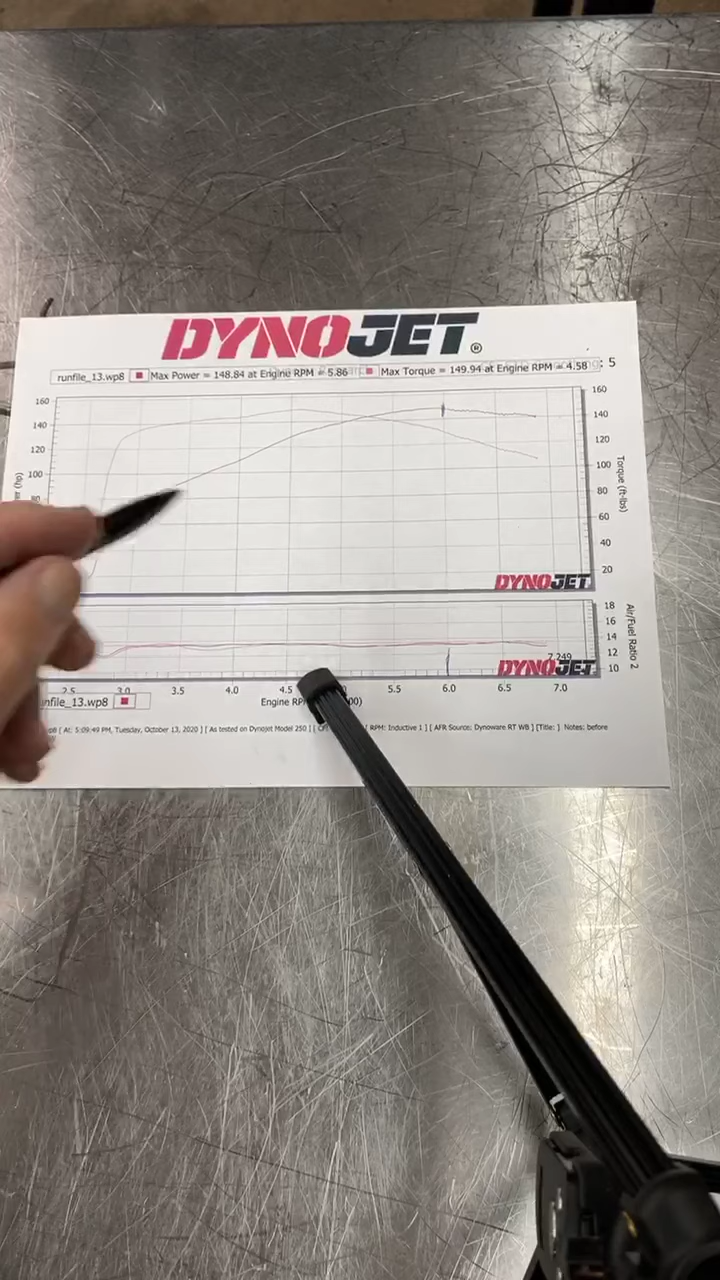 DYNOJET®
runfile_13.wp8 Max Power = 148.84 at Engine RPM = 5.86 Max Torque = 149.94 at Engine RPM = 4.58 : 5
160 160
140 140
120 120
100 100
80 80
60
40
20
Torque (ft-lbs)
DYNOJET
18
16
14
12
10
Air/Fuel Ratio 2
7.249
DYNOJET
2.5 3.0 3.5 4.0 4.5 5.5 6.0 6.5 7.0
nfile_13.wp8
Engine RP 00)
[ At: 5:09:49 PM, Tuesday, October 13, 2020 ] [ As tested on Dynojet Model 250 ] [ RPM: Inductive 1 ] [ AFR Source: Dynoware RT WB ] [Title: ] Notes: before